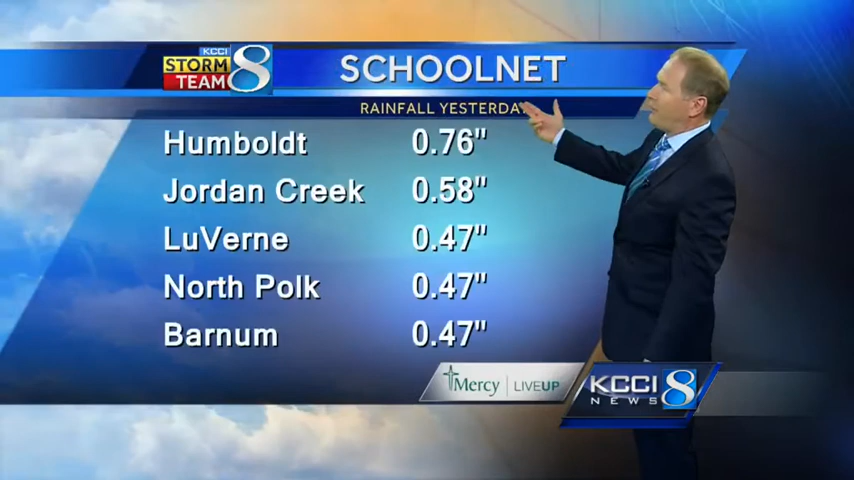 KCCI
STORM
TEAM 8
SCHOOLNET
RAINFALL YESTERDAY
Humboldt 0.76"
Jordan Creek 0.58"
LuVerne 0.47"
North Polk 0.47"
Barnum 0.47"
Mercy LIVEUP
KCCI 8
NEWS